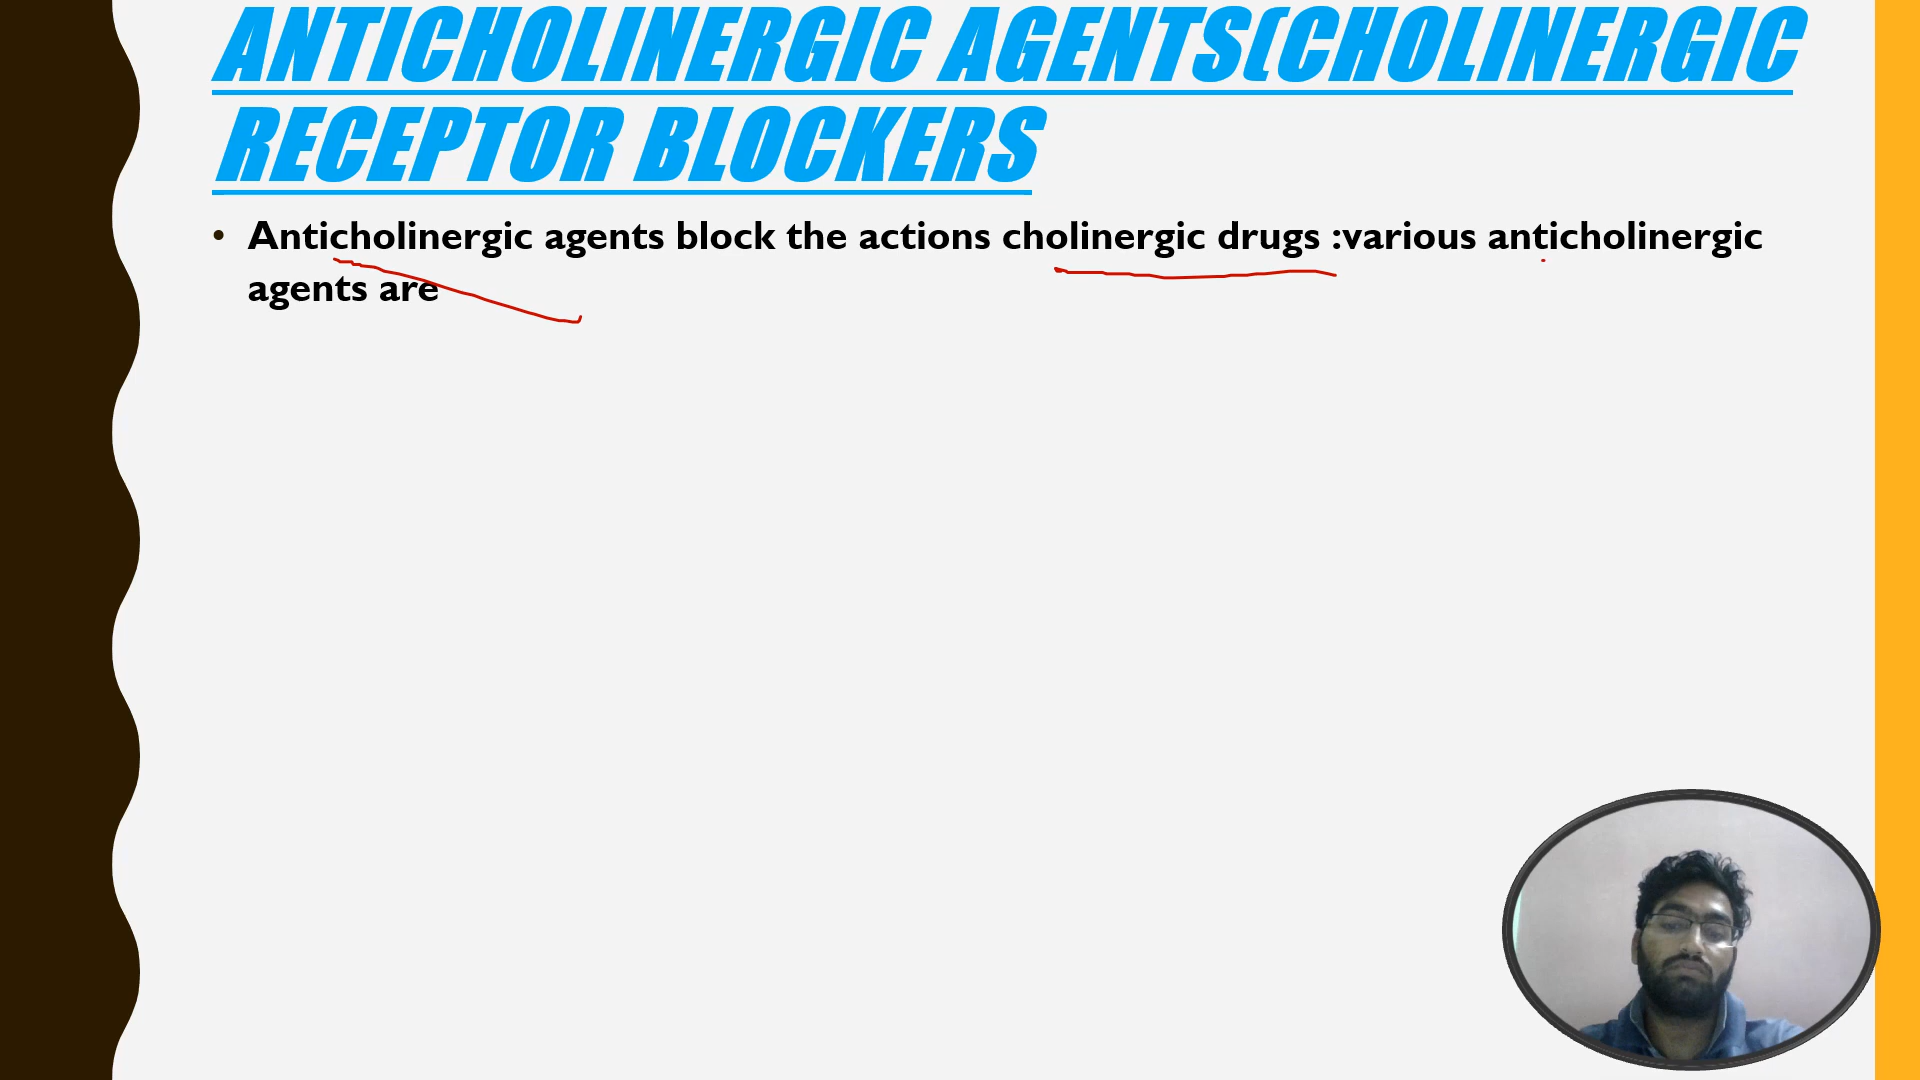 ANTICHOLINERGIC AGENTS(CHOLINERGIC
RECEPTOR BLOCKERS
• Anticholinergic agents block the actions cholinergic drugs :various anticholinergic
agents are